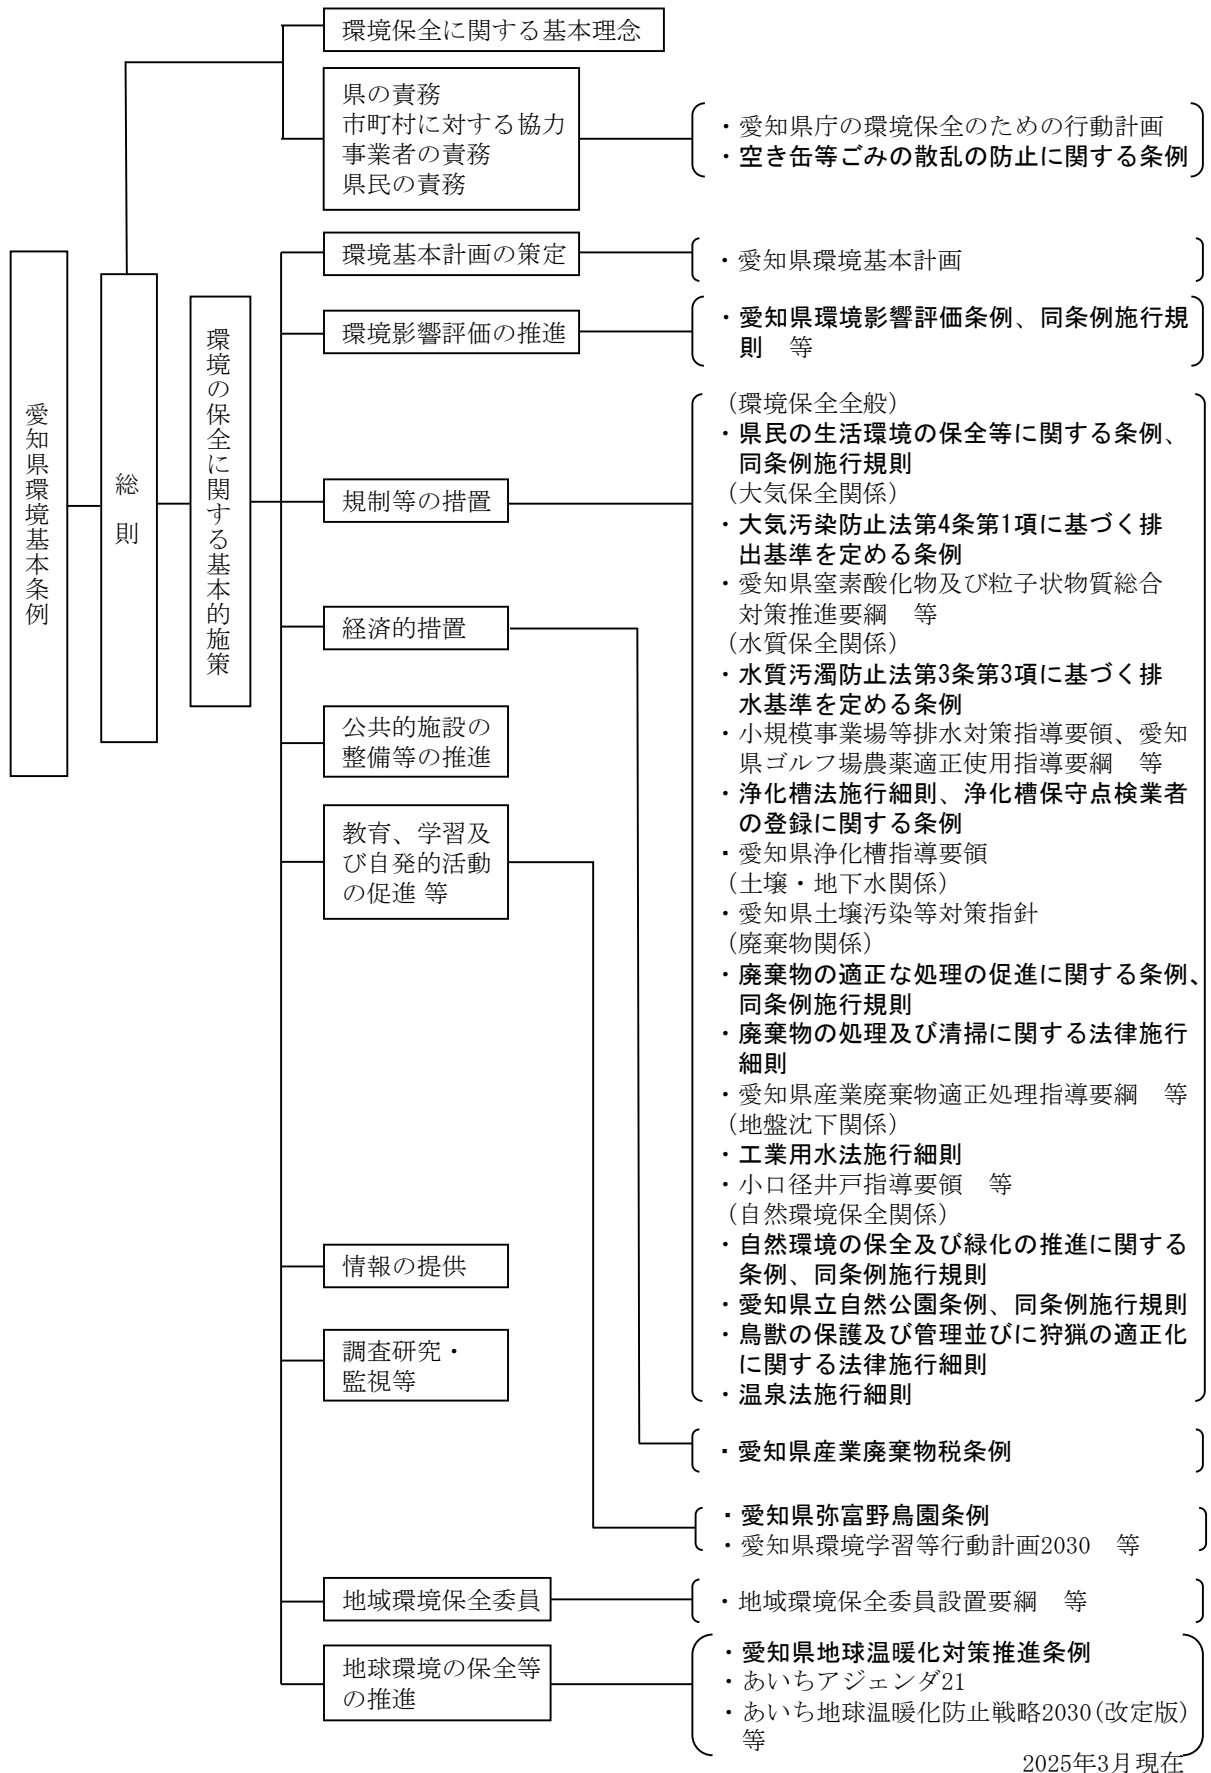 愛知県環境基本条例
総則
環境の保全に関する基本的施策
環境保全に関する基本理念
県の責務
市町村に対する協力
事業者の責務
県民の責務
・愛知県庁の環境保全のための行動計画
・空き缶等ごみの散乱の防止に関する条例
環境基本計画の策定
・愛知県環境基本計画
環境影響評価の推進
・愛知県環境影響評価条例、同条例施行規
則　等
規制等の措置
(環境保全全般)
・県民の生活環境の保全等に関する条例、
同条例施行規則
(大気保全関係)
・大気汚染防止法第4条第1項に基づく排
出基準を定める条例
・愛知県窒素酸化物及び粒子状物質総合
対策推進要綱　等
(水質保全関係)
・水質汚濁防止法第3条第3項に基づく排
水基準を定める条例
・小規模事業場等排水対策指導要領、愛知
県ゴルフ場農薬適正使用指導要綱　等
・浄化槽法施行細則、浄化槽保守点検業者
の登録に関する条例
・愛知県浄化槽指導要領
(土壌・地下水関係)
・愛知県土壌汚染等対策指針
(廃棄物関係)
・廃棄物の適正な処理の促進に関する条例、
同条例施行規則
・廃棄物の処理及び清掃に関する法律施行
細則
・愛知県産業廃棄物適正処理指導要綱　等
(地盤沈下関係)
・工業用水法施行細則
・小口径井戸指導要領　等
(自然環境保全関係)
・自然環境の保全及び緑化の推進に関する
条例、同条例施行規則
・愛知県立自然公園条例、同条例施行規則
・鳥獣の保護及び管理並びに狩猟の適正化
に関する法律施行細則
・温泉法施行細則
経済的措置
・愛知県産業廃棄物税条例
公共的施設の
整備等の推進
教育、学習及
び自発的活動
の促進 等
・愛知県弥富野鳥園条例
・愛知県環境学習等行動計画2030　等
情報の提供
調査研究・
監視等
地域環境保全委員
・地域環境保全委員設置要綱　等
地球環境の保全等
の推進
・愛知県地球温暖化対策推進条例
・あいちアジェンダ21
・あいち地球温暖化防止戦略2030(改定版)
等
2025年3月現在